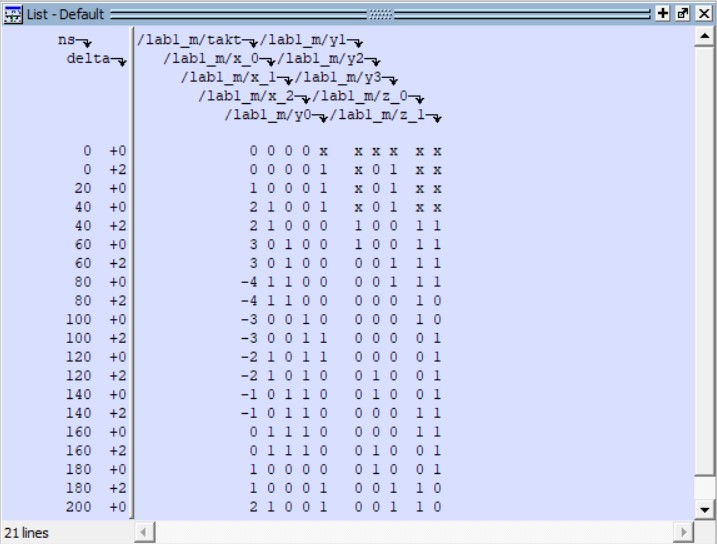 List - Default
ns /lab1_m/takt /lab1_m/y1
delta /lab1_m/x_0 /lab1_m/y2
/lab1_m/x_1 /lab1_m/y3
/lab1_m/x_2 /lab1_m/z_0
/lab1_m/y0 /lab1_m/z_1
0 +0 0 0 0 0 x x x x x x
0 +2 0 0 0 0 1 x 0 1 x x
20 +0 1 0 0 0 1 x 0 1 x x
40 +0 2 1 0 0 1 x 0 1 x x
40 +2 2 1 0 0 0 1 0 0 1 1
60 +0 3 0 1 0 0 1 0 0 1 1
60 +2 3 0 1 0 0 0 0 1 1 1
80 +0 -4 1 1 0 0 0 0 1 1 1
80 +2 -4 1 1 0 0 0 0 0 1 0
100 +0 -3 0 0 1 0 0 0 0 1 0
100 +2 -3 0 0 1 1 0 0 0 0 1
120 +0 -2 1 0 1 1 0 0 0 0 1
120 +2 -2 1 0 1 0 0 1 0 0 1
140 +0 -1 0 1 1 0 0 1 0 0 1
140 +2 -1 0 1 1 0 0 0 0 1 1
160 +0 0 1 1 1 0 0 0 0 1 1
160 +2 0 1 1 1 0 0 1 0 0 1
180 +0 1 0 0 0 0 0 1 0 0 1
180 +2 1 0 0 0 1 0 0 1 1 0
200 +0 2 1 0 0 1 0 0 1 1 0
21 lines